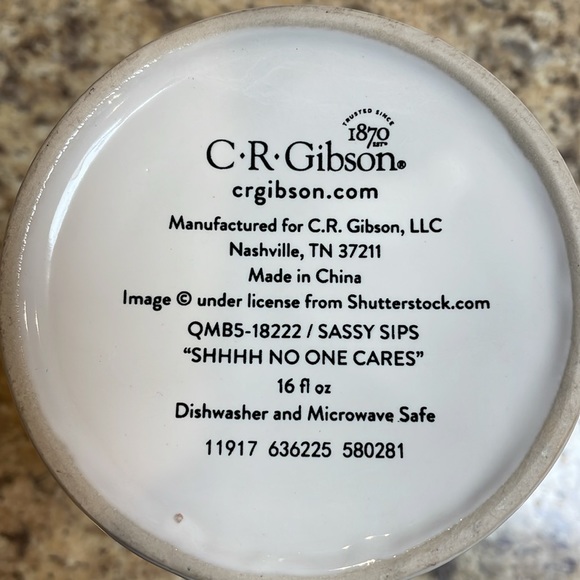 TRUSTED SINCE
1870
EST
C·R·Gibson®
crgibson.com
Manufactured for C.R. Gibson, LLC
Nashville, TN 37211
Made in China
Image © under license from Shutterstock.com
QMB5-18222 / SASSY SIPS
“SHHHH NO ONE CARES”
16 fl oz
Dishwasher and Microwave Safe
11917 636225 580281